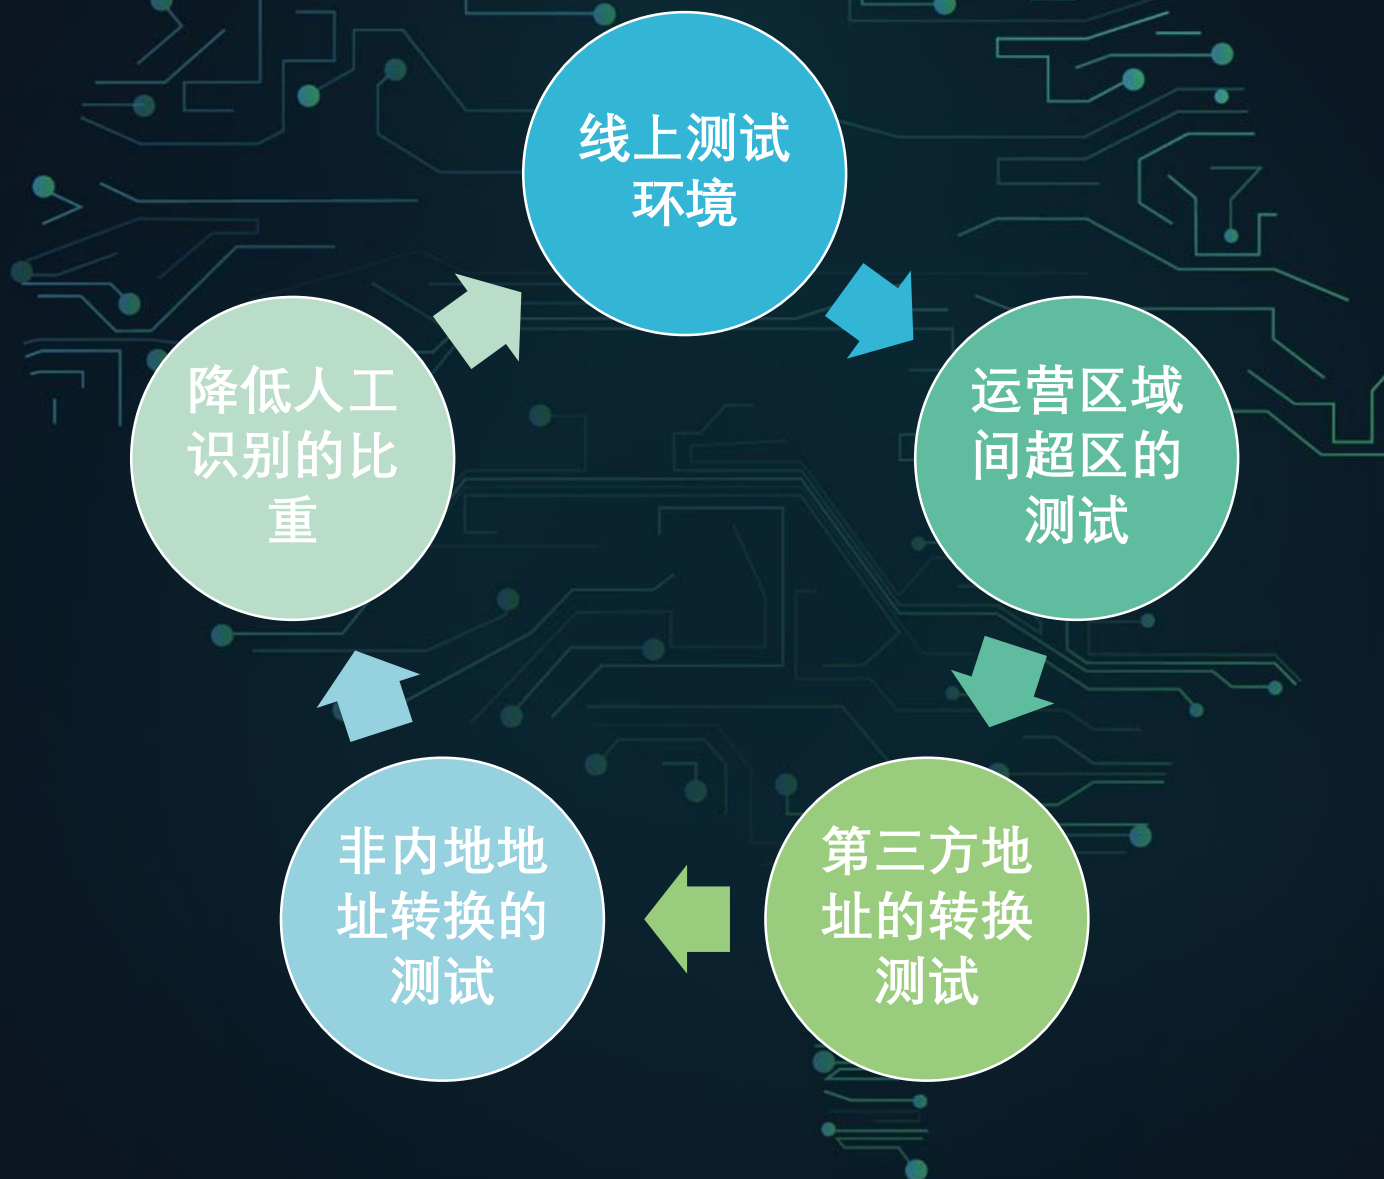 线上测试
环境
运营区域
间超区的
测试
第三方地
址的转换
测试
非内地地
址转换的
测试
降低人工
识别的比
重